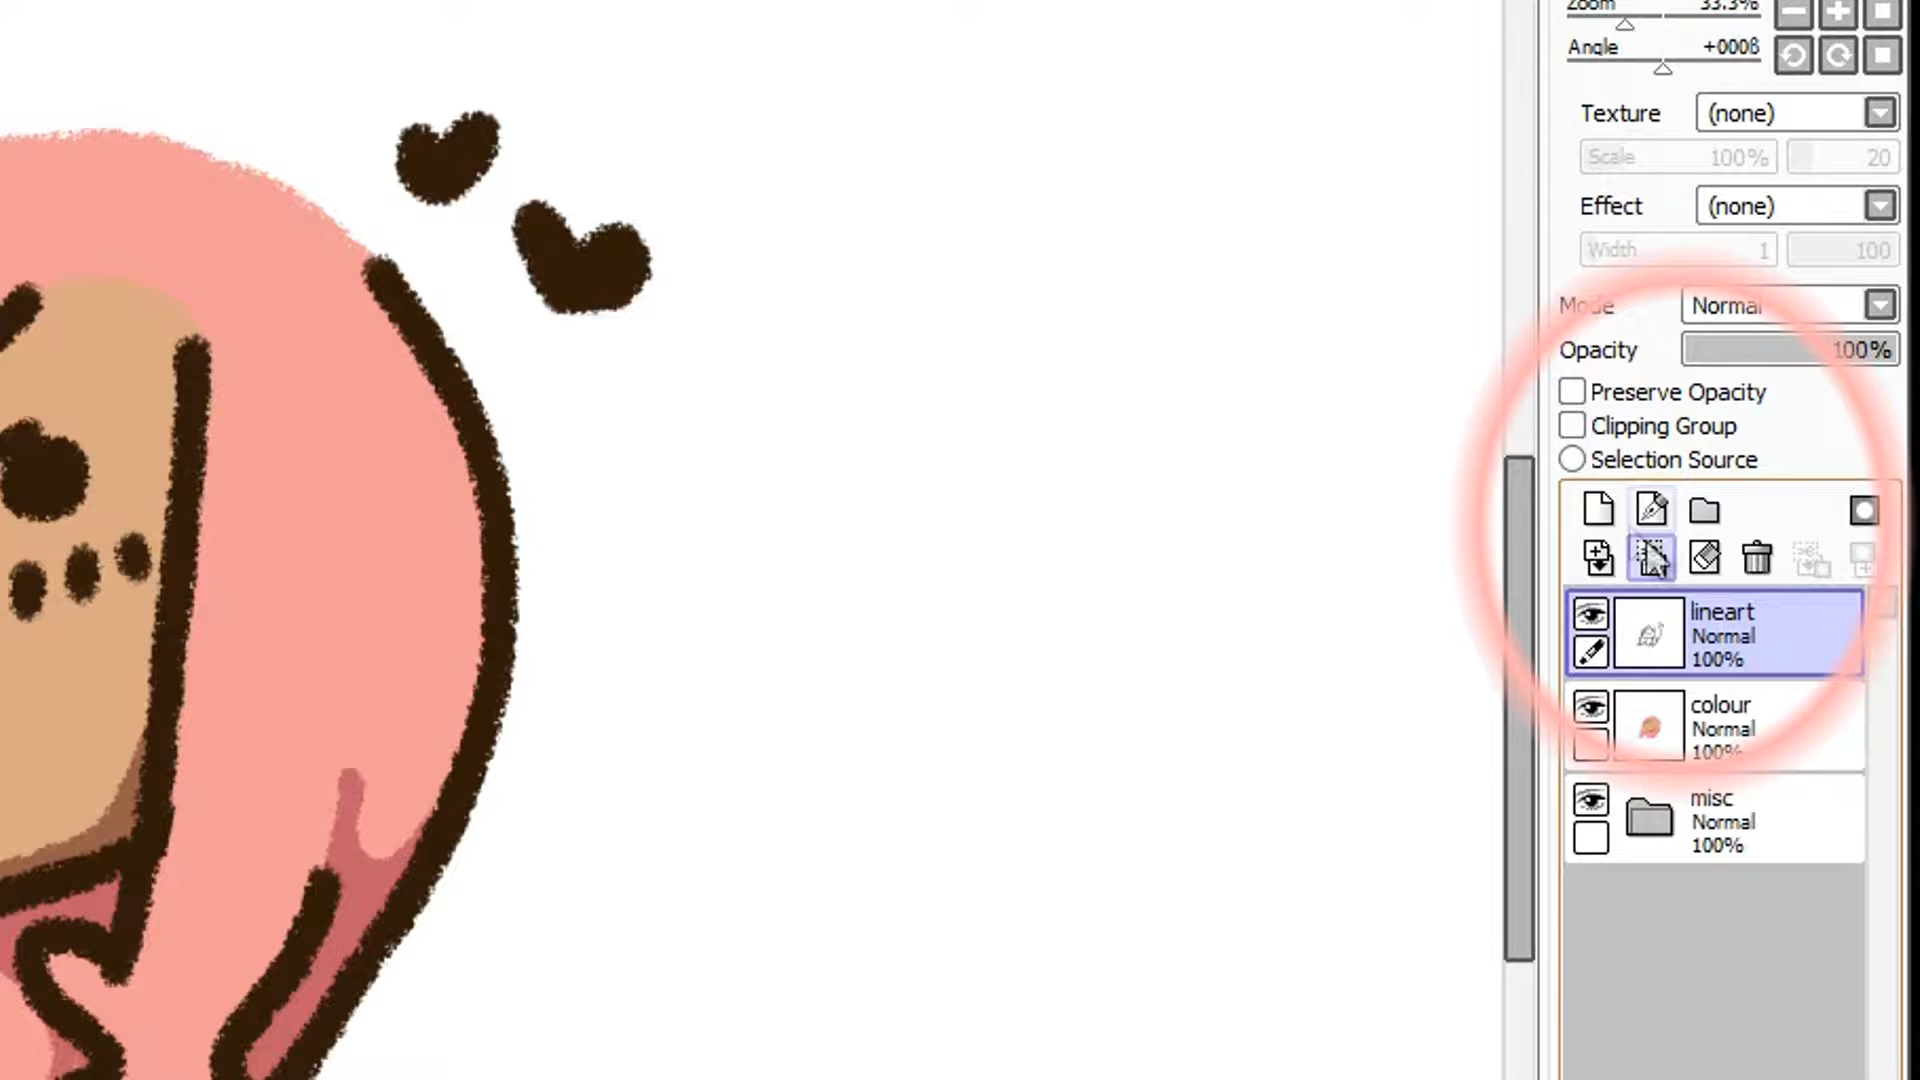 Zoom 33.3%
Angle +000ß
Texture (none)
Scale 100% 20
Effect (none)
Width 1 100
Mode Normal
Opacity 100%
Preserve Opacity
Clipping Group
Selection Source
lineart
Normal
100%
colour
Normal
100%
misc
Normal
100%